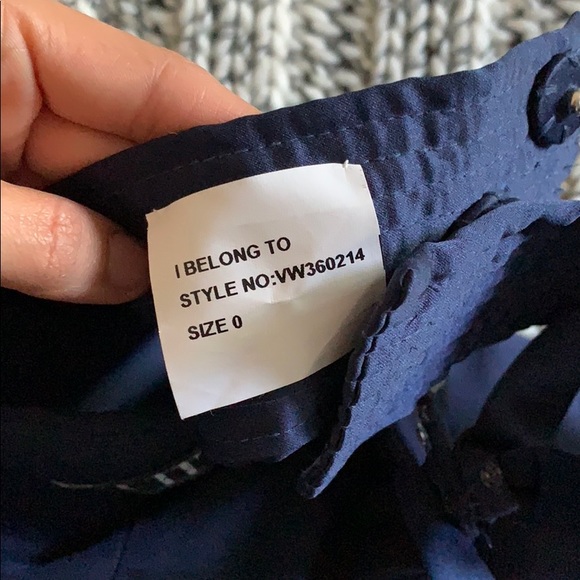 I BELONG TO
STYLE NO:VW360214
SIZE 0